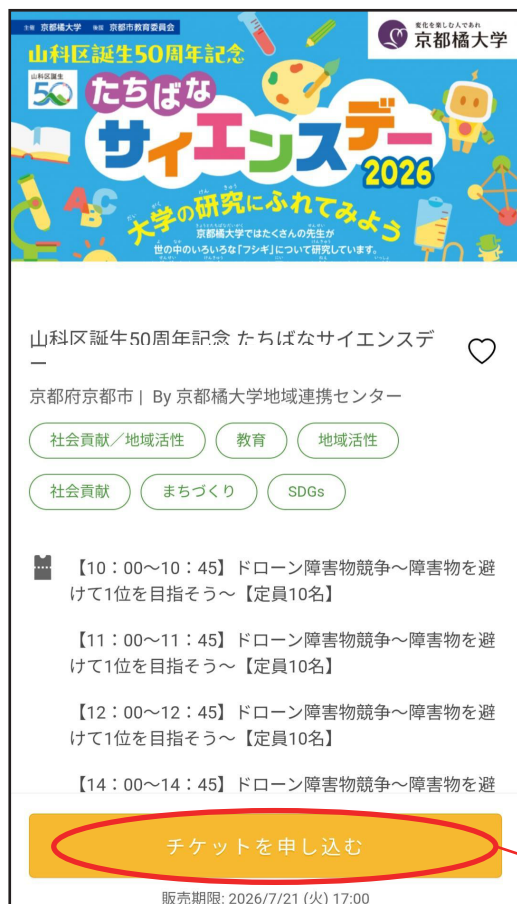 主催 京都橘大学 後援 京都市教育委員会
変化を楽しむ人であれ
京都橘大学
山科区誕生50周年記念
山科区誕生
50
たちばな
サイエンスデー
2026
ABC
大学の研究にふれてみよう
京都橘大学ではたくさんの先生が
世の中のいろいろな「フシギ」について研究しています。
山科区誕生50周年記念 たちばなサイエンスデ
ー
京都府京都市 | By 京都橘大学地域連携センター
社会貢献／地域活性 教育 地域活性
社会貢献 まちづくり SDGs
【10：00〜10：45】ドローン障害物競争〜障害物を避
けて1位を目指そう〜【定員10名】
【11：00〜11：45】ドローン障害物競争〜障害物を避
けて1位を目指そう〜【定員10名】
【12：00〜12：45】ドローン障害物競争〜障害物を避
けて1位を目指そう〜【定員10名】
【14：00〜14：45】ドローン障害物競争〜障害物を避
チケットを申し込む
販売期限: 2026/7/21 (火) 17:00